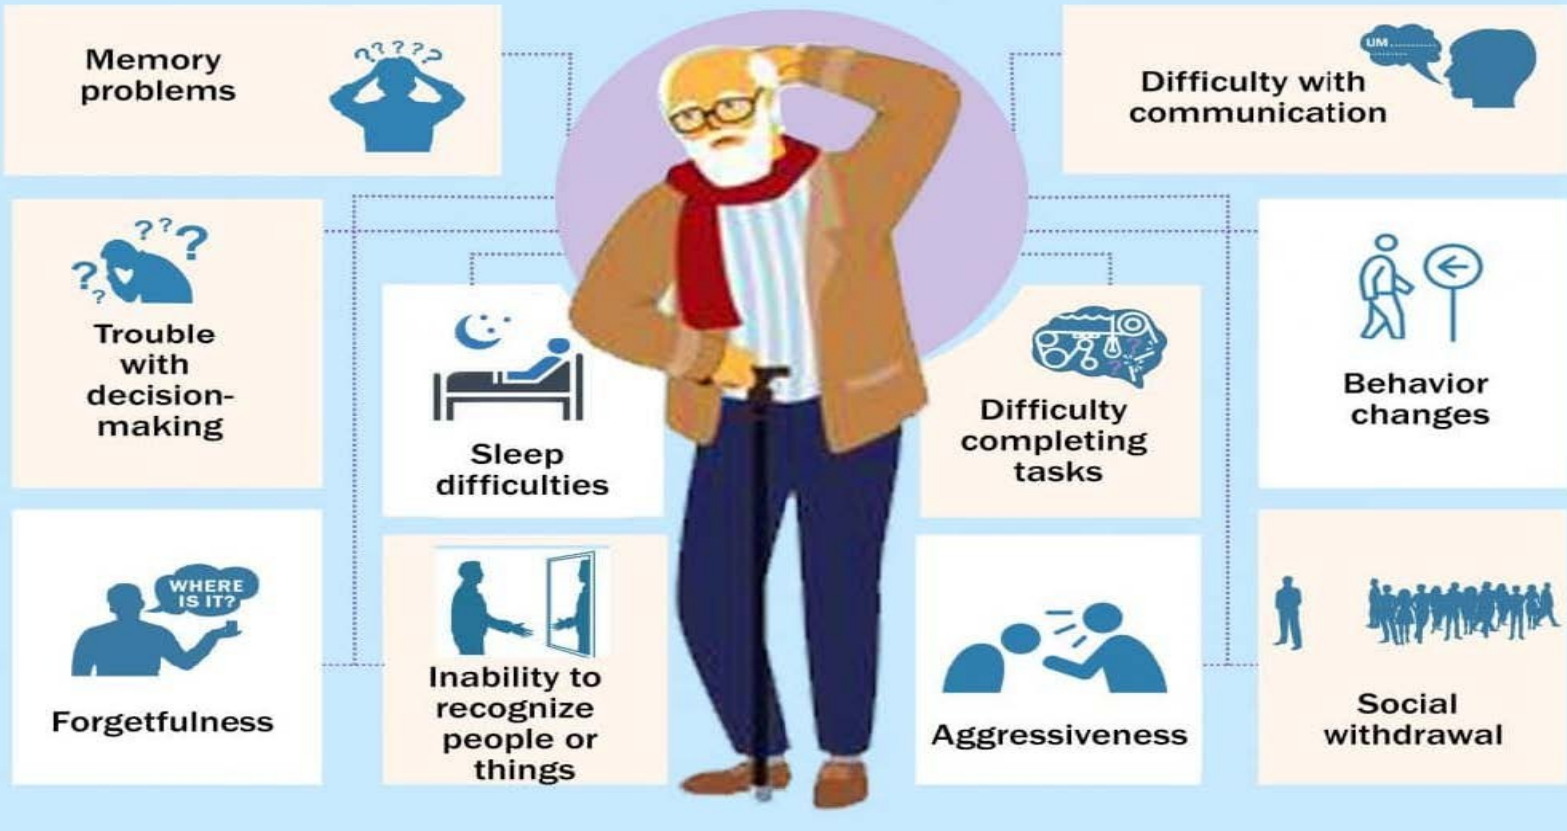 Memory
problems
? ? ? ? ?
UM..........
Difficulty with
communication
? ? ?
? ?
Trouble
with
decision-
making
Sleep
difficulties
? ? ?
Difficulty
completing
tasks
Behavior
changes
WHERE
IS IT?
Forgetfulness
Inability to
recognize
people or
things
Aggressiveness
Social
withdrawal